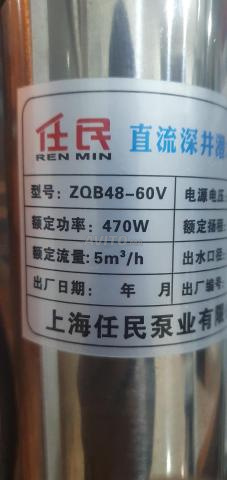 任民 直流深井潜
REN MIN
型号: ZQB48-60V 电源电压
额定功率: 470W 额定扬程
额定流量: 5m³/h 出水口径
出厂日期: 年 月 出厂编号
上海任民泵业有限